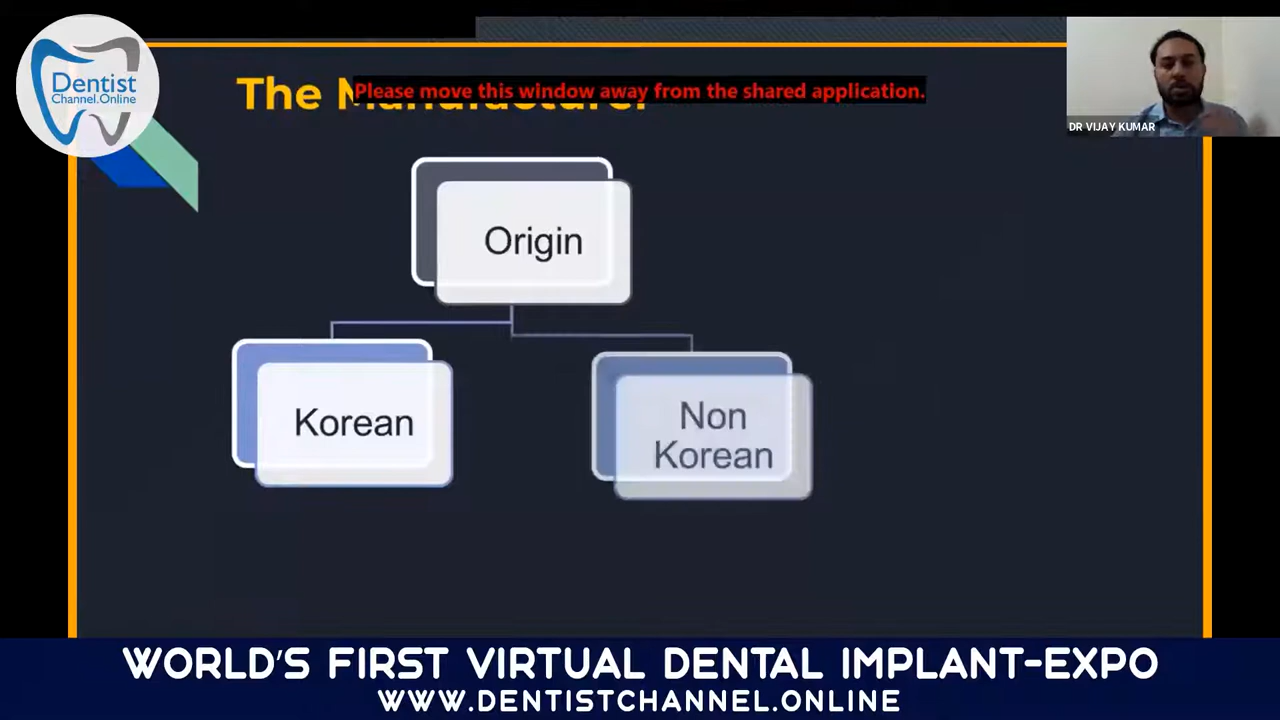 Dentist
Channel.Online
The Manufacturer
Please move this window away from the shared application.
DR VIJAY KUMAR
Origin
Korean
Non
Korean
WORLD'S FIRST VIRTUAL DENTAL IMPLANT-EXPO
WWW.DENTISTCHANNEL.ONLINE